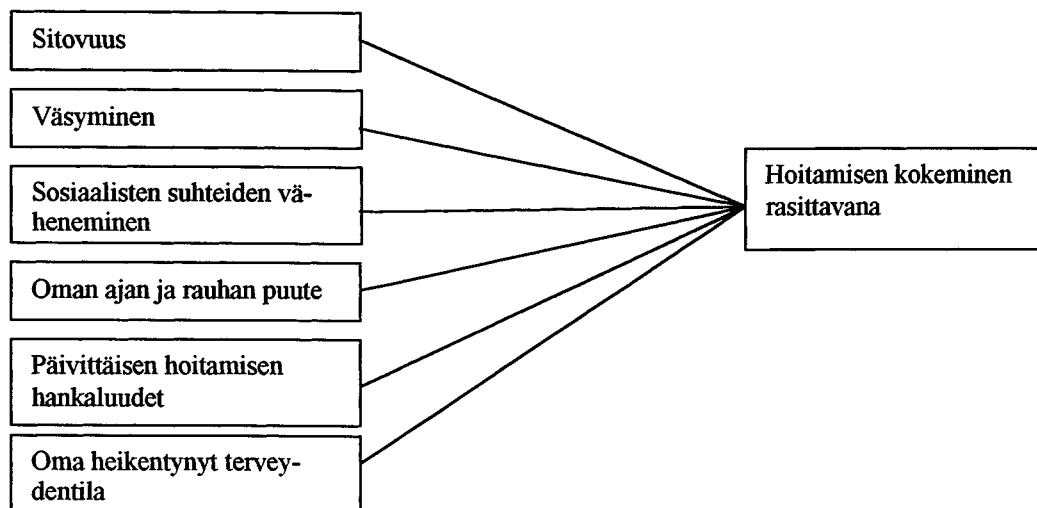 Sitovuus
Väsyminen
Sosiaalisten suhteiden vä-
heneminen
Oman ajan ja rauhan puute
Päivittäisen hoitamisen
hankaluudet
Oma heikentynyt tervey-
dentila
Hoitamisen kokeminen
rasittavana